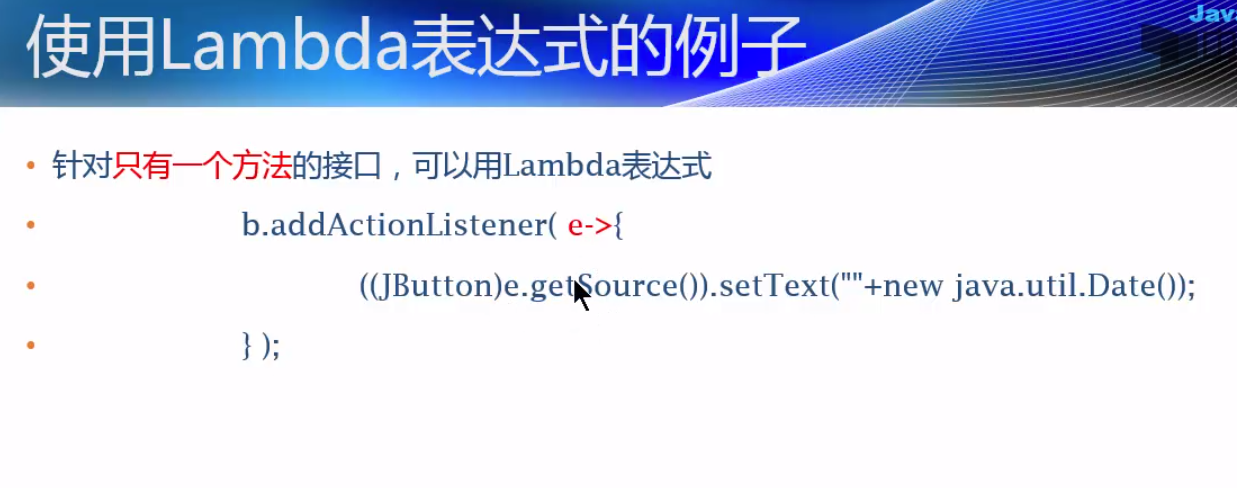 Java
使用Lambda表达式的例子
• 针对只有一个方法的接口，可以用Lambda表达式
• b.addActionListener( e->{
• ((JButton)e.getSource()).setText(""+new java.util.Date());
• } );